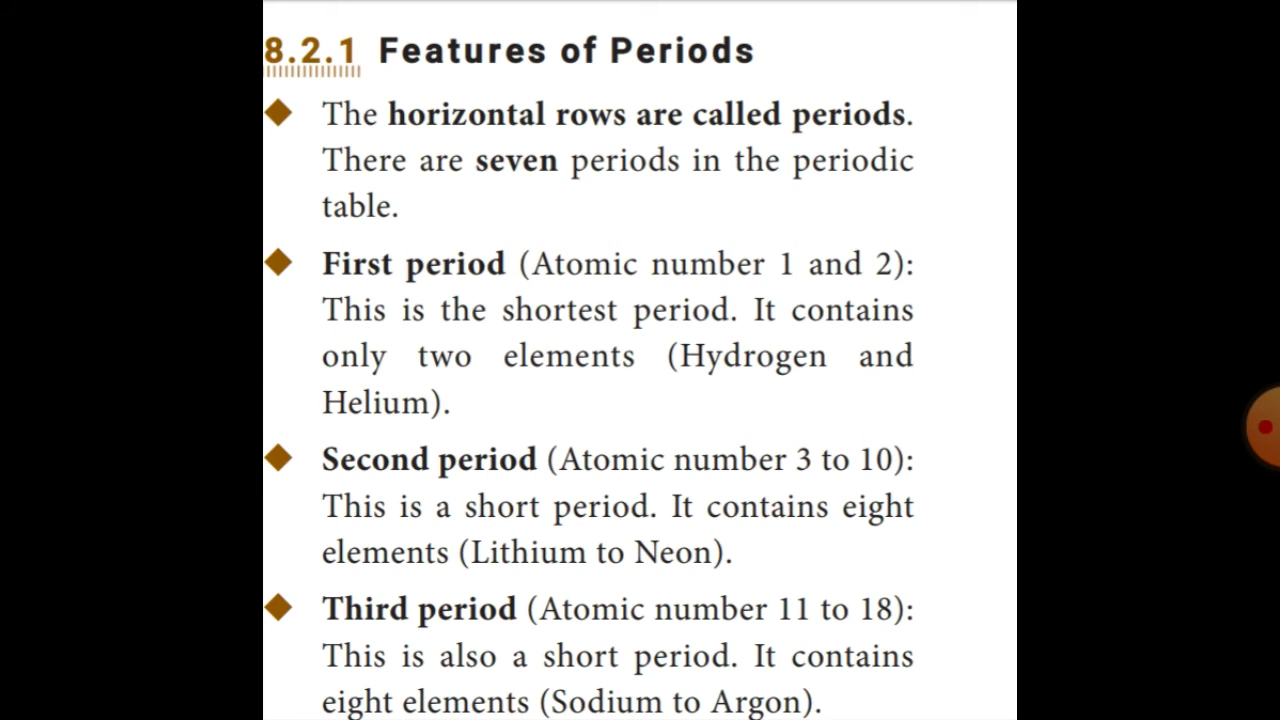 8.2.1 Features of Periods
The horizontal rows are called periods.
There are seven periods in the periodic
table.
First period (Atomic number 1 and 2):
This is the shortest period. It contains
only two elements (Hydrogen and
Helium).
Second period (Atomic number 3 to 10):
This is a short period. It contains eight
elements (Lithium to Neon).
Third period (Atomic number 11 to 18):
This is also a short period. It contains
eight elements (Sodium to Argon).